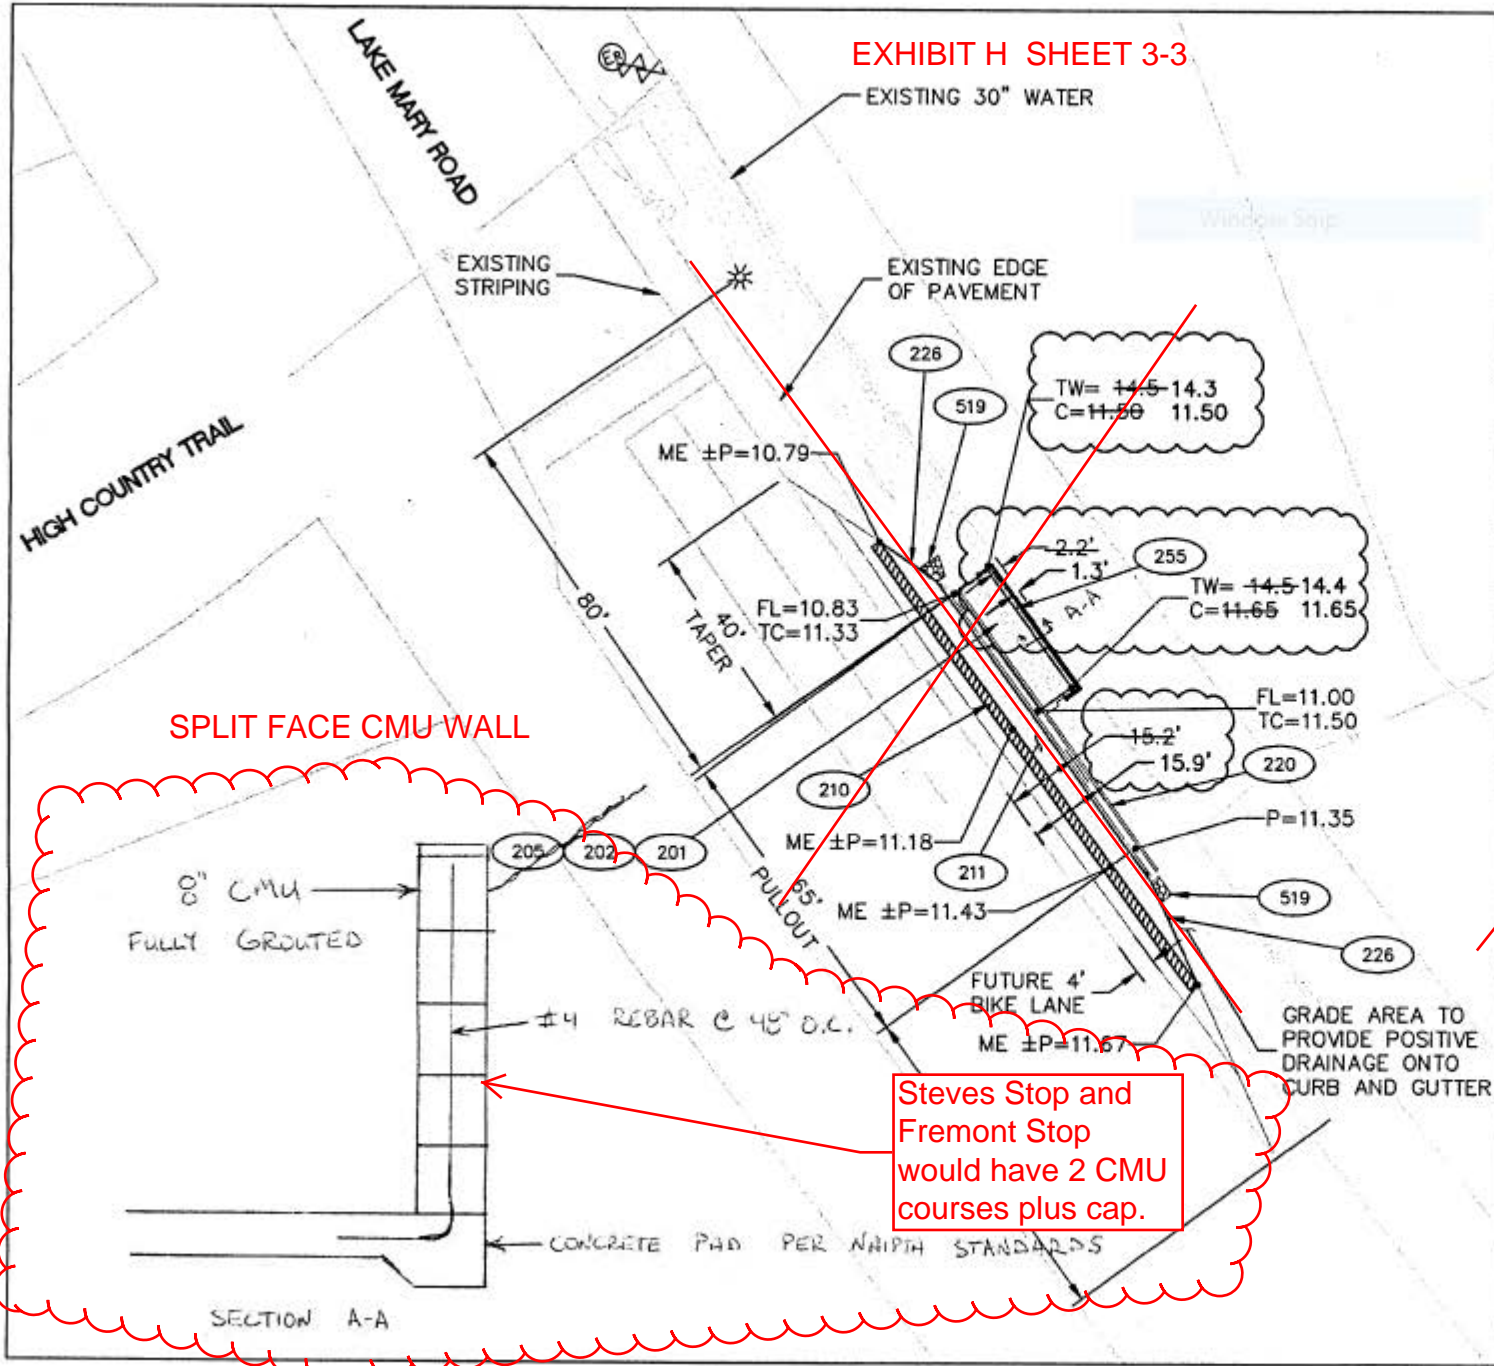 EXHIBIT H  SHEET 3-3
LAKE MARY ROAD
EXISTING 30" WATER
Window Snip
EXISTING
STRIPING
EXISTING EDGE
OF PAVEMENT
226
519
TW= 14.5 14.3
C=11.50 11.50
HIGH COUNTRY TRAIL
ME ±P=10.79
2.2'
1.3'
255
A-A
TW= 14.5 14.4
C=11.65 11.65
80'
40'
TAPER
FL=10.83
TC=11.33
FL=11.00
TC=11.50
15.2'
15.9'
220
SPLIT FACE CMU WALL
210
P=11.35
ME ±P=11.18
211
205
202
201
65'
PULLOUT
ME ±P=11.43
519
226
8" CMU
FULLY GROUTED
FUTURE 4'
BIKE LANE
#4 REBAR @ 48" O.C.
ME ±P=11.67
GRADE AREA TO
PROVIDE POSITIVE
DRAINAGE ONTO
CURB AND GUTTER
Steves Stop and
Fremont Stop
would have 2 CMU
courses plus cap.
CONCRETE PAD PER NAIPTA STANDARDS
SECTION A-A